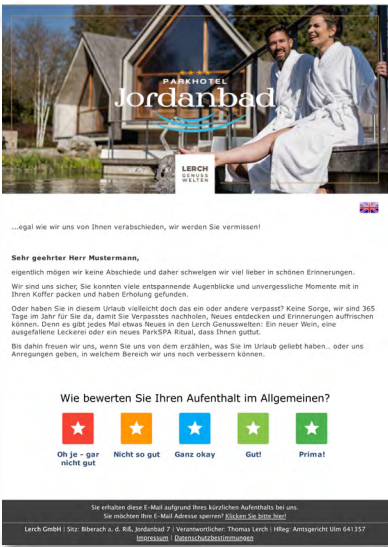 PARKHOTEL
Jordanbad
LERCH
GENUSS
WELTEN
...egal wie wir uns von Ihnen verabschieden, wir werden Sie vermissen!
Sehr geehrter Herr Mustermann,
eigentlich mögen wir keine Abschiede und daher schwelgen wir viel lieber in schönen Erinnerungen.
Wir sind uns sicher, Sie konnten viele entspannende Augenblicke und unvergessliche Momente mit in
Ihren Koffer packen und haben Erholung gefunden.
Oder haben Sie in diesem Urlaub vielleicht doch das ein oder andere verpasst? Keine Sorge, wir sind 365
Tage im Jahr für Sie da, damit Sie Verpasstes nachholen, Neues entdecken und Erinnerungen auffrischen
können. Denn es gibt jedes Mal etwas Neues in den Lerch Genusswelten: Ein neuer Wein, eine
ausgefallene Leckerei oder ein neues ParkSPA Ritual, dass Ihnen guttut.
Bis dahin freuen wir uns, wenn Sie uns von dem erzählen, was Sie im Urlaub geliebt haben... oder uns
Anregungen geben, in welchem Bereich wir uns noch verbessern können.
Wie bewerten Sie Ihren Aufenthalt im Allgemeinen?
Oh je - gar nicht gut
Nicht so gut
Ganz okay
Gut!
Prima!
Sie erhalten diese E-Mail aufgrund Ihres kürzlichen Aufenthalts bei uns.
Sie möchten Ihre E-Mail Adresse sperren? Klicken Sie bitte hier!
Lerch GmbH | Sitz: Biberach a. d. Riß, Jordanbad 7 | Verantwortlicher: Thomas Lerch | HReg: Amtsgericht Ulm 641357
Impressum | Datenschutzbestimmungen